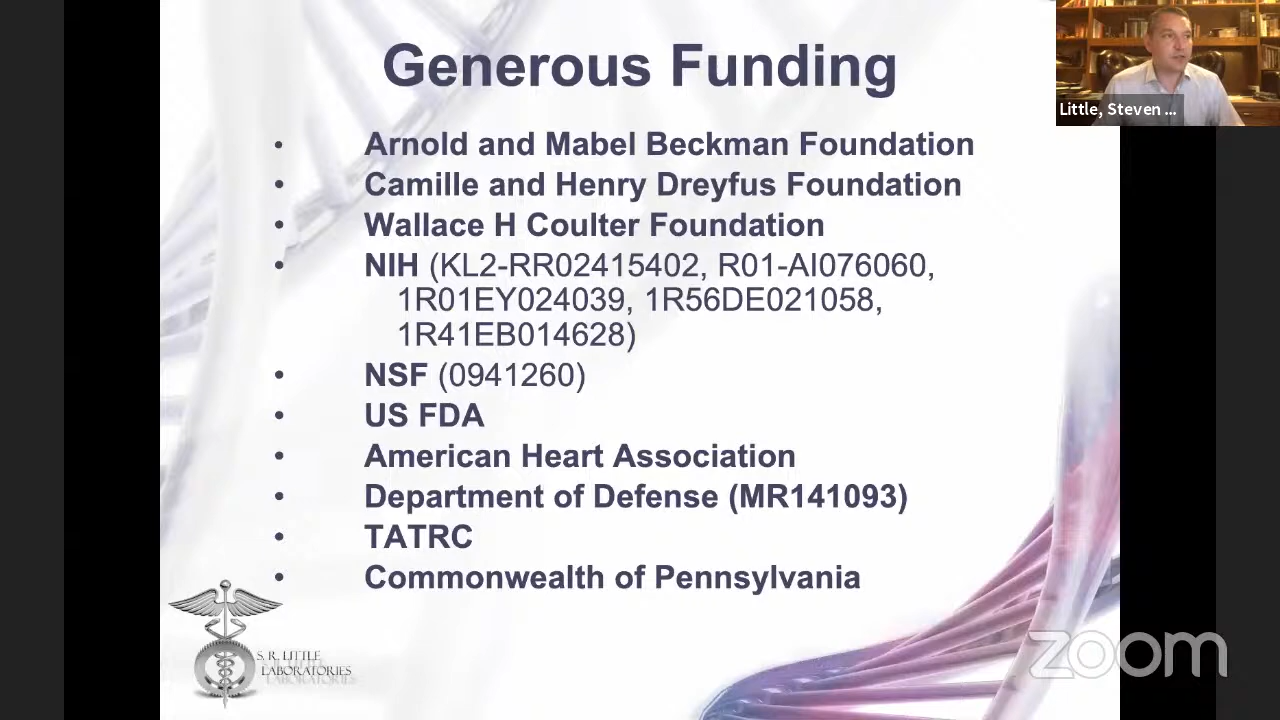 Generous Funding
Little, Steven ...
• Arnold and Mabel Beckman Foundation
• Camille and Henry Dreyfus Foundation
• Wallace H Coulter Foundation
• NIH (KL2-RR02415402, R01-AI076060,
1R01EY024039, 1R56DE021058,
1R41EB014628)
• NSF (0941260)
• US FDA
• American Heart Association
• Department of Defense (MR141093)
• TATRC
• Commonwealth of Pennsylvania
S. R. LITTLE
LABORATORIES
zoom